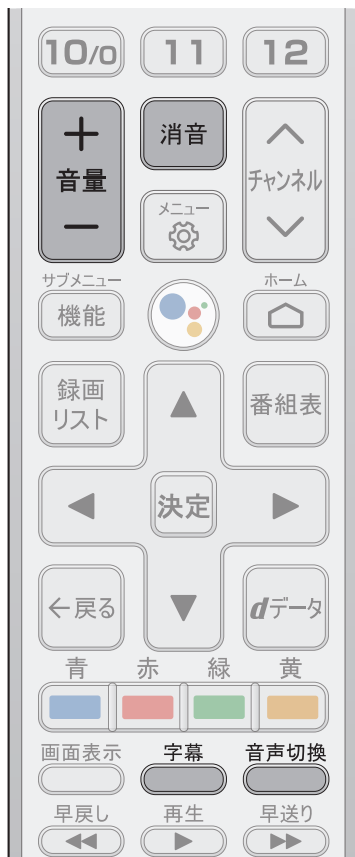 10/0 11 12
＋
音量
－
消音
チャンネル
メニュー
サブメニュー
機能
ホーム
録画
リスト
番組表
決定
←戻る
dデータ
青 赤 緑 黄
画面表示 字幕 音声切換
早戻し 再生 早送り